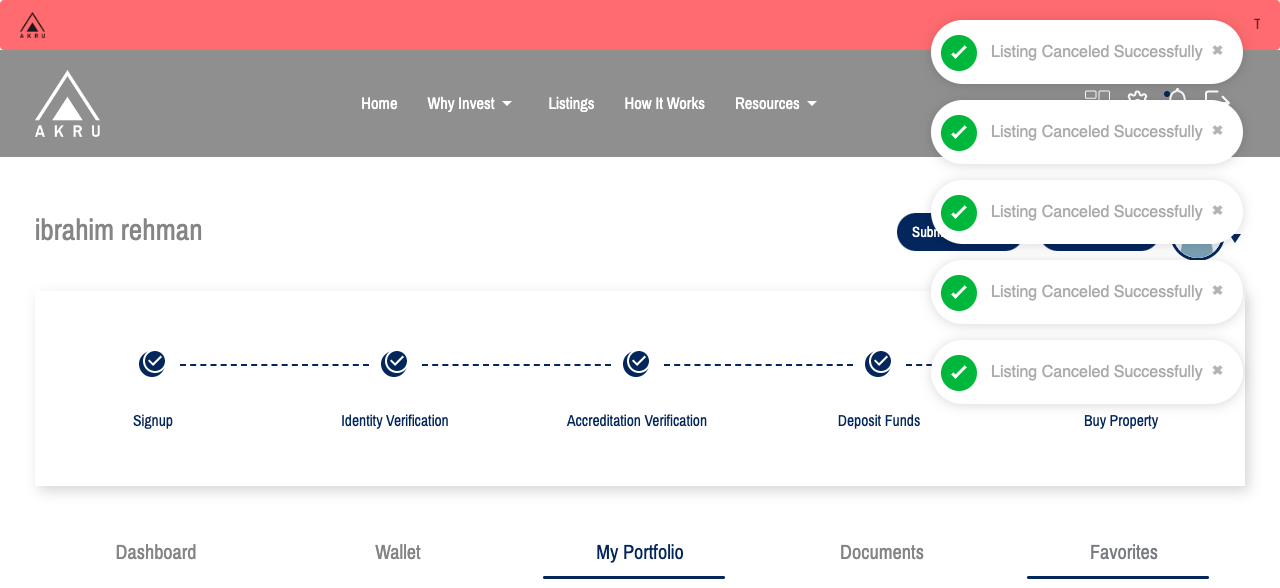 AKRU
T
AKRU
Home Why Invest Listings How It Works Resources
Listing Canceled Successfully ✖
Listing Canceled Successfully ✖
Listing Canceled Successfully ✖
Listing Canceled Successfully ✖
Listing Canceled Successfully ✖
ibrahim rehman
Signup Identity Verification Accreditation Verification Deposit Funds Buy Property
Dashboard Wallet My Portfolio Documents Favorites